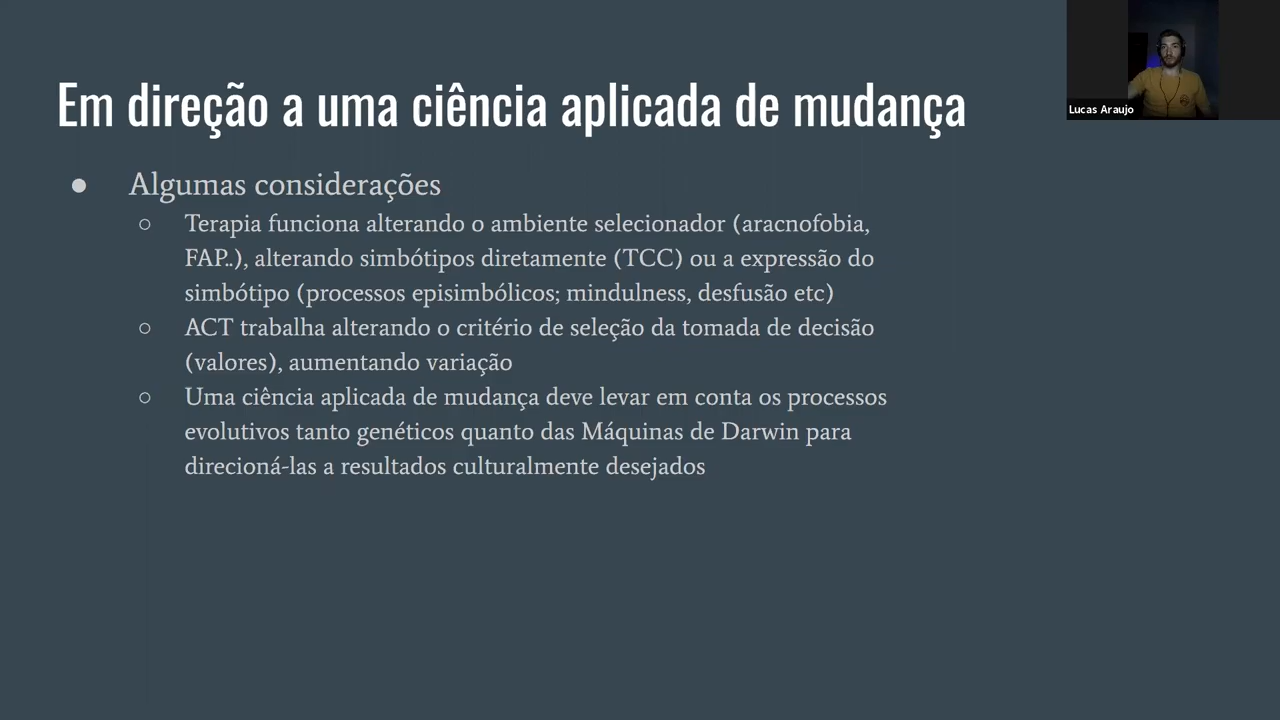 Em direção a uma ciência aplicada de mudança
Lucas Araujo
● Algumas considerações
○ Terapia funciona alterando o ambiente selecionador (aracnofobia,
FAP..), alterando simbótipos diretamente (TCC) ou a expressão do
simbótipo (processos episimbólicos; mindulness, desfusão etc)
○ ACT trabalha alterando o critério de seleção da tomada de decisão
(valores), aumentando variação
○ Uma ciência aplicada de mudança deve levar em conta os processos
evolutivos tanto genéticos quanto das Máquinas de Darwin para
direcioná-las a resultados culturalmente desejados